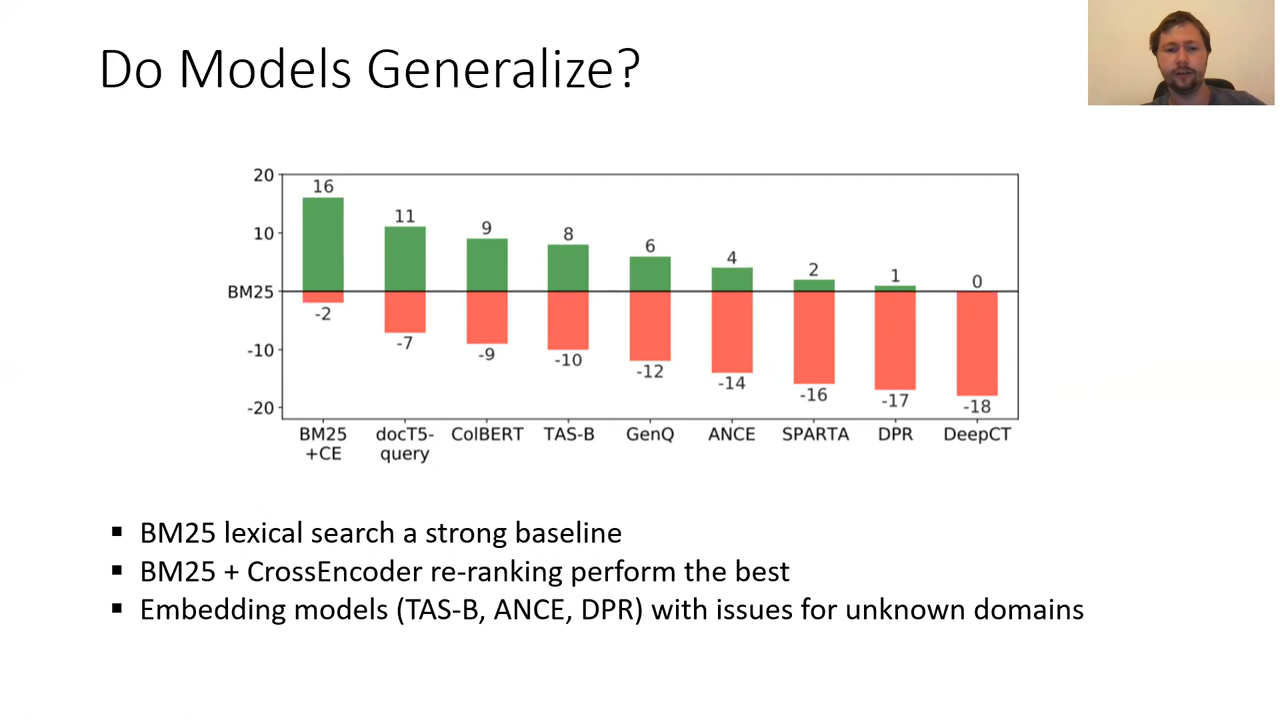 Do Models Generalize?
20
10
BM25
-10
-20
16
11
9
8
6
4
2
1
0
-2
-7
-9
-10
-12
-14
-16
-17
-18
BM25
+CE
docT5-
query
ColBERT
TAS-B
GenQ
ANCE
SPARTA
DPR
DeepCT
▪ BM25 lexical search a strong baseline
▪ BM25 + CrossEncoder re-ranking perform the best
▪ Embedding models (TAS-B, ANCE, DPR) with issues for unknown domains